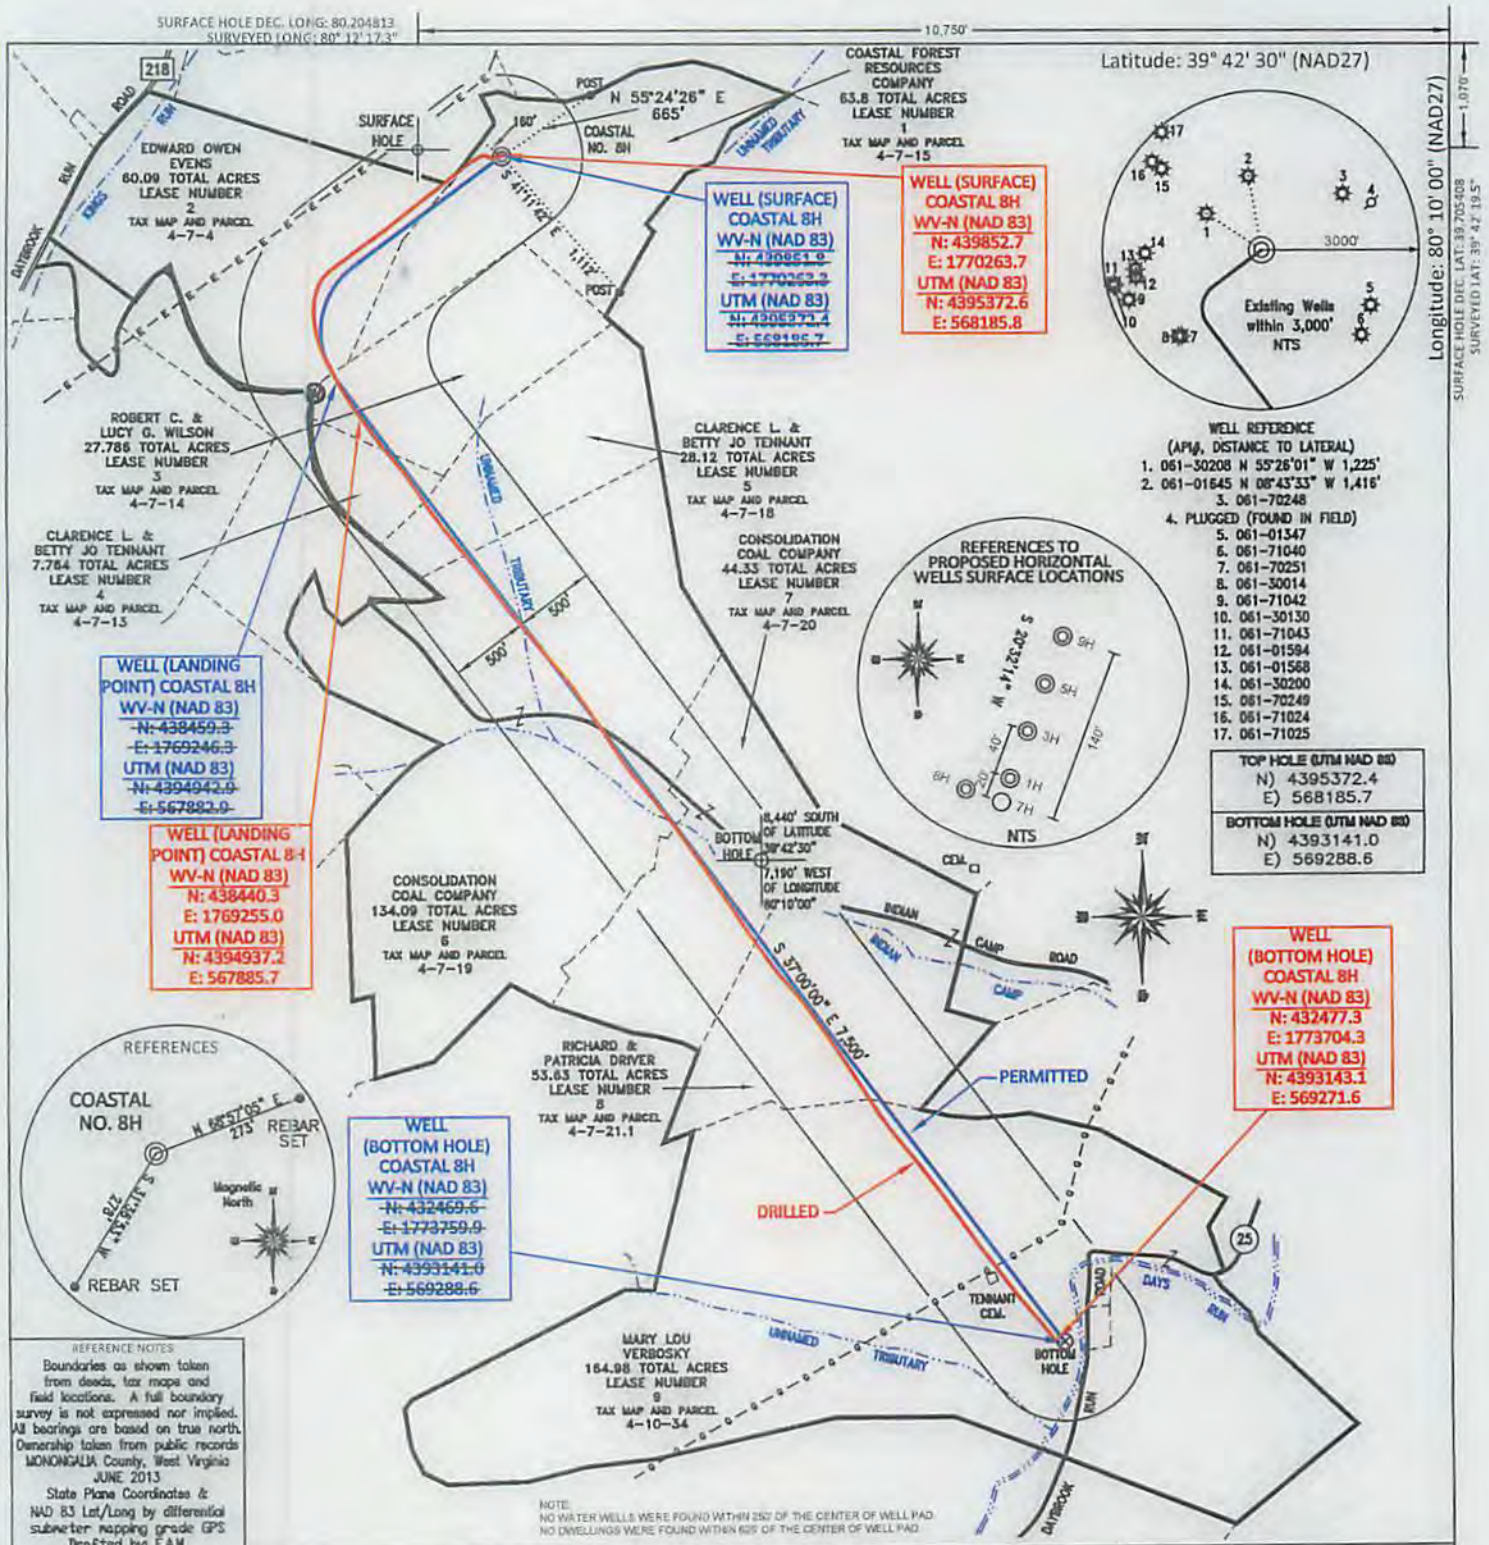 SURFACE HOLE DEC. LONG: 80.204813
SURVEYED LONG: 80° 12' 17.3"
10,750'
Latitude: 39° 42' 30" (NAD27)
1,070'
Longitude: 80° 10' 00" (NAD27)
SURFACE HOLE DEC. LAT: 39.705408
SURVEYED LAT: 39° 42' 19.5"
218
DAYBROOK
RUN
ROAD
KINGS
RUN
EDWARD OWEN
EVENS
60.09 TOTAL ACRES
LEASE NUMBER
2
TAX MAP AND PARCEL
4-7-4
SURFACE
HOLE
POST
N 55°24'26" E
665'
160'
COASTAL
NO. 8H
S 41°11'42" E
1,112'
POST
UNNAMED
TRIBUTARY
COASTAL FOREST
RESOURCES
COMPANY
63.8 TOTAL ACRES
LEASE NUMBER
1
TAX MAP AND PARCEL
4-7-15
WELL (SURFACE)
COASTAL 8H
WV-N (NAD 83)
N: 439851.9
E: 1770263.3
UTM (NAD 83)
N: 4395372.4
E: 568185.7
WELL (SURFACE)
COASTAL 8H
WV-N (NAD 83)
N: 439852.7
E: 1770263.7
UTM (NAD 83)
N: 4395372.6
E: 568185.8
17
16
15
2
3
4
1
14
13
12
11
9
10
8
7
5
6
3000'
Existing Wells
within 3,000'
NTS
WELL REFERENCE
(API#, DISTANCE TO LATERAL)
1. 061-30208 N 55°26'01" W 1,225'
2. 061-01645 N 08°43'33" W 1,416'
3. 061-70248
4. PLUGGED (FOUND IN FIELD)
5. 061-01347
6. 061-71040
7. 061-70251
8. 061-30014
9. 061-71042
10. 061-30130
11. 061-71043
12. 061-01594
13. 061-01568
14. 061-30200
15. 061-70249
16. 061-71024
17. 061-71025
ROBERT C. &
LUCY G. WILSON
27.786 TOTAL ACRES
LEASE NUMBER
3
TAX MAP AND PARCEL
4-7-14
CLARENCE L. &
BETTY JO TENNANT
7.764 TOTAL ACRES
LEASE NUMBER
4
TAX MAP AND PARCEL
4-7-13
CLARENCE L. &
BETTY JO TENNANT
28.12 TOTAL ACRES
LEASE NUMBER
5
TAX MAP AND PARCEL
4-7-18
UNNAMED
TRIBUTARY
500'
500'
CONSOLIDATION
COAL COMPANY
44.33 TOTAL ACRES
LEASE NUMBER
7
TAX MAP AND PARCEL
4-7-20
REFERENCES TO
PROPOSED HORIZONTAL
WELLS SURFACE LOCATIONS
S 20°32'14" W
9H
5H
3H
1H
7H
8H
40'
20'
140'
NTS
WELL (LANDING
POINT) COASTAL 8H
WV-N (NAD 83)
N: 438459.3
E: 1769246.3
UTM (NAD 83)
N: 4394942.9
E: 567882.9
WELL (LANDING
POINT) COASTAL 8H
WV-N (NAD 83)
N: 438440.3
E: 1769255.0
UTM (NAD 83)
N: 4394937.2
E: 567885.7
TOP HOLE (UTM NAD 83)
N) 4395372.4
E) 568185.7
BOTTOM HOLE (UTM NAD 83)
N) 4393141.0
E) 569288.6
BOTTOM
HOLE
8,440' SOUTH
OF LATITUDE
39°42'30"
7,190' WEST
OF LONGITUDE
80°10'00"
CEM.
INDIAN
CAMP
ROAD
INDIAN
CAMP
CONSOLIDATION
COAL COMPANY
134.09 TOTAL ACRES
LEASE NUMBER
6
TAX MAP AND PARCEL
4-7-19
S 37°00'00" E 7,500'
WELL
(BOTTOM HOLE)
COASTAL 8H
WV-N (NAD 83)
N: 432477.3
E: 1773704.3
UTM (NAD 83)
N: 4393143.1
E: 569271.6
RICHARD &
PATRICIA DRIVER
53.63 TOTAL ACRES
LEASE NUMBER
8
TAX MAP AND PARCEL
4-7-21.1
PERMITTED
DRILLED
REFERENCES
COASTAL
NO. 8H
N 68°57'05" E
273'
REBAR
SET
S 31°36'33" W
278'
REBAR SET
Magnetic
North
WELL
(BOTTOM HOLE)
COASTAL 8H
WV-N (NAD 83)
N: 432469.6
E: 1773759.9
UTM (NAD 83)
N: 4393141.0
E: 569288.6
25
ROAD
DAYS
RUN
TENNANT
CEM.
BOTTOM
HOLE
RUN
DAYBROOK
UNNAMED
TRIBUTARY
MARY LOU
VERBOSKY
164.98 TOTAL ACRES
LEASE NUMBER
9
TAX MAP AND PARCEL
4-10-34
REFERENCE NOTES
Boundaries as shown taken
from deeds, tax maps and
field locations. A full boundary
survey is not expressed nor implied.
All bearings are based on true north.
Ownership taken from public records
MONONGALIA County, West Virginia
JUNE 2013
State Plane Coordinates &
NAD 83 Lat/Long by differential
submeter mapping grade GPS
Drafted by: F.A.M.
NOTE:
NO WATER WELLS WERE FOUND WITHIN 250' OF THE CENTER OF WELL PAD.
NO DWELLINGS WERE FOUND WITHIN 625' OF THE CENTER OF WELL PAD.